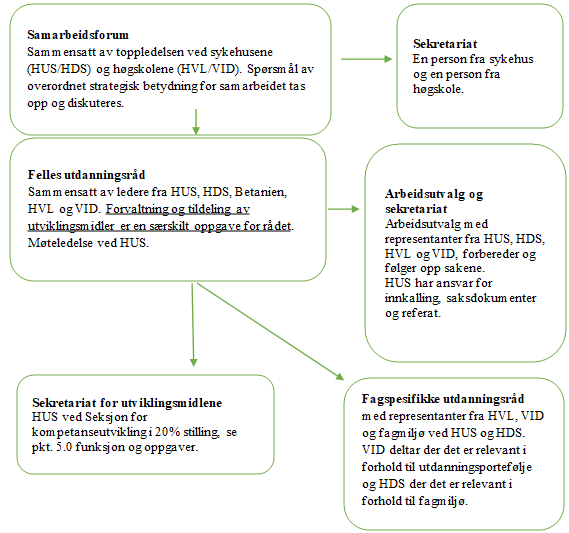 Samarbeidsforum
Sammensatt av toppledelsen ved sykehusene
(HUS/HDS) og høgskolene (HVL/VID). Spørsmål av
overordnet strategisk betydning for samarbeidet tas
opp og diskuteres.
Sekretariat
En person fra sykehus
og en person fra
høgskole.
Felles utdanningsråd
Sammensatt av ledere fra HUS, HDS, Betanien,
HVL og VID. Forvaltning og tildeling av
utviklingsmidler er en særskilt oppgave for rådet.
Møteledelse ved HUS.
Arbeidsutvalg og
sekretariat
Arbeidsutvalg med
representanter fra HUS, HDS,
HVL og VID, forbereder og
følger opp sakene.
HUS har ansvar for
innkalling, saksdokumenter
og referat.
Sekretariat for utviklingsmidlene
HUS ved Seksjon for
kompetanseutvikling i 20% stilling, se
pkt. 5.0 funksjon og oppgaver.
Fagspesifikke utdanningsråd
med representanter fra HVL, VID
og fagmiljø ved HUS og HDS.
VID deltar der det er relevant i
forhold til utdanningsportefølje
og HDS der det er relevant i
forhold til fagmiljø.